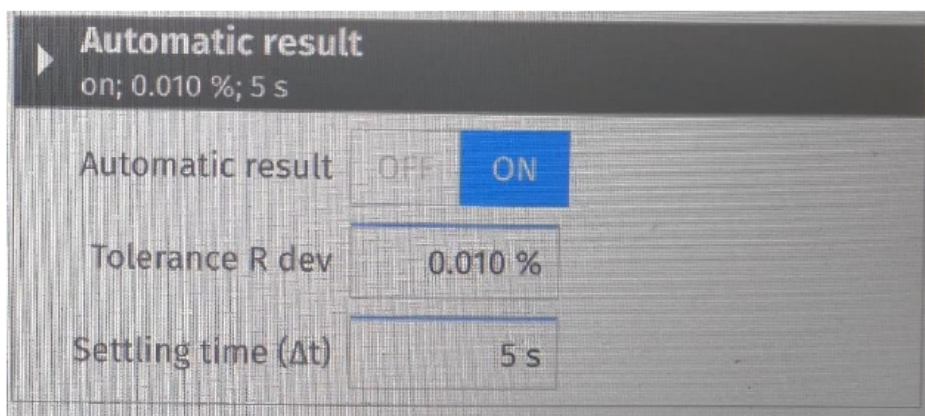 Automatic result
on; 0.010 %; 5 s
Automatic result OFF ON
Tolerance R dev 0.010 %
Settling time (Δt) 5 s